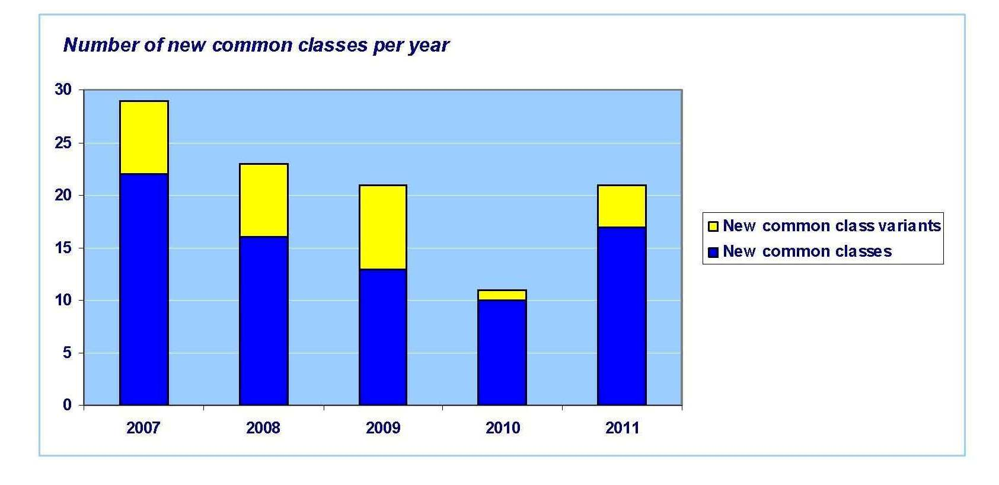 Number of new common classes per year
30
25
20
15
10
5
0
2007 2008 2009 2010 2011
New common class variants
New common classes